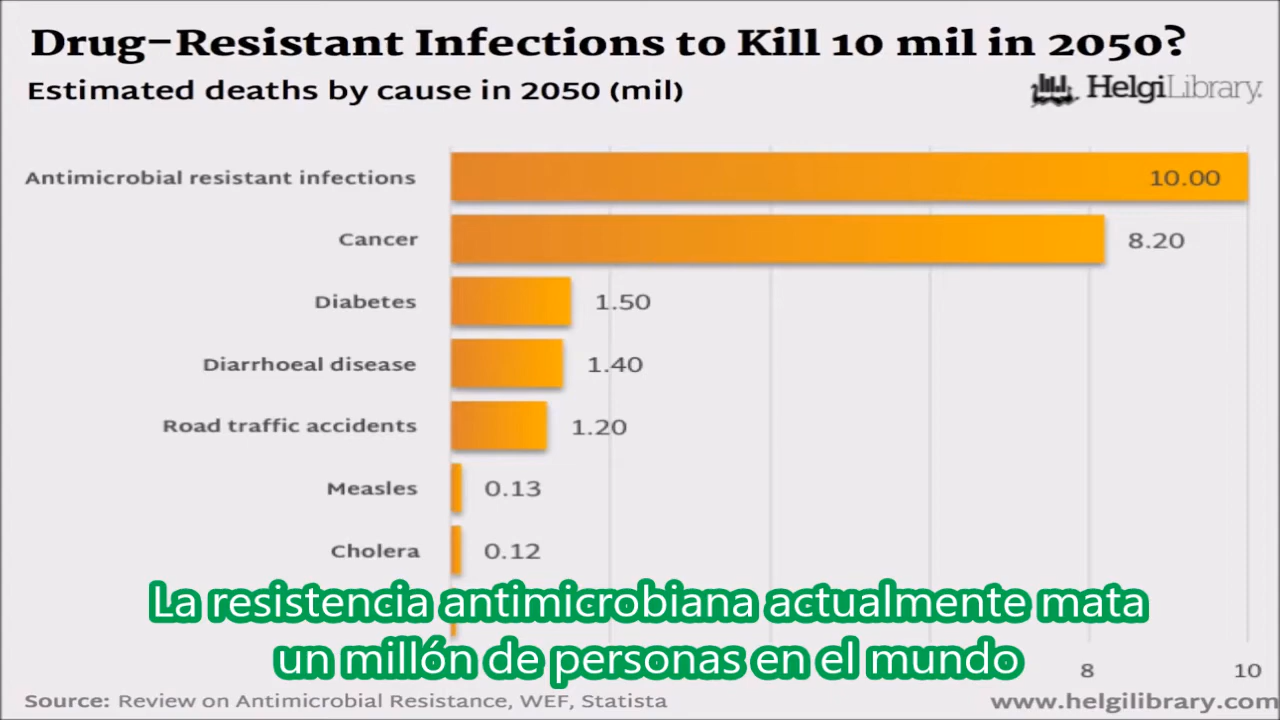 Drug-Resistant Infections to Kill 10 mil in 2050?
Estimated deaths by cause in 2050 (mil)
HelgiLibrary.
Antimicrobial resistant infections 10.00
Cancer 8.20
Diabetes 1.50
Diarrhoeal disease 1.40
Road traffic accidents 1.20
Measles 0.13
Cholera 0.12
La resistencia antimicrobiana actualmente mata
un millón de personas en el mundo
8 10
Source: Review on Antimicrobial Resistance, WEF, Statista
www.helgilibrary.com